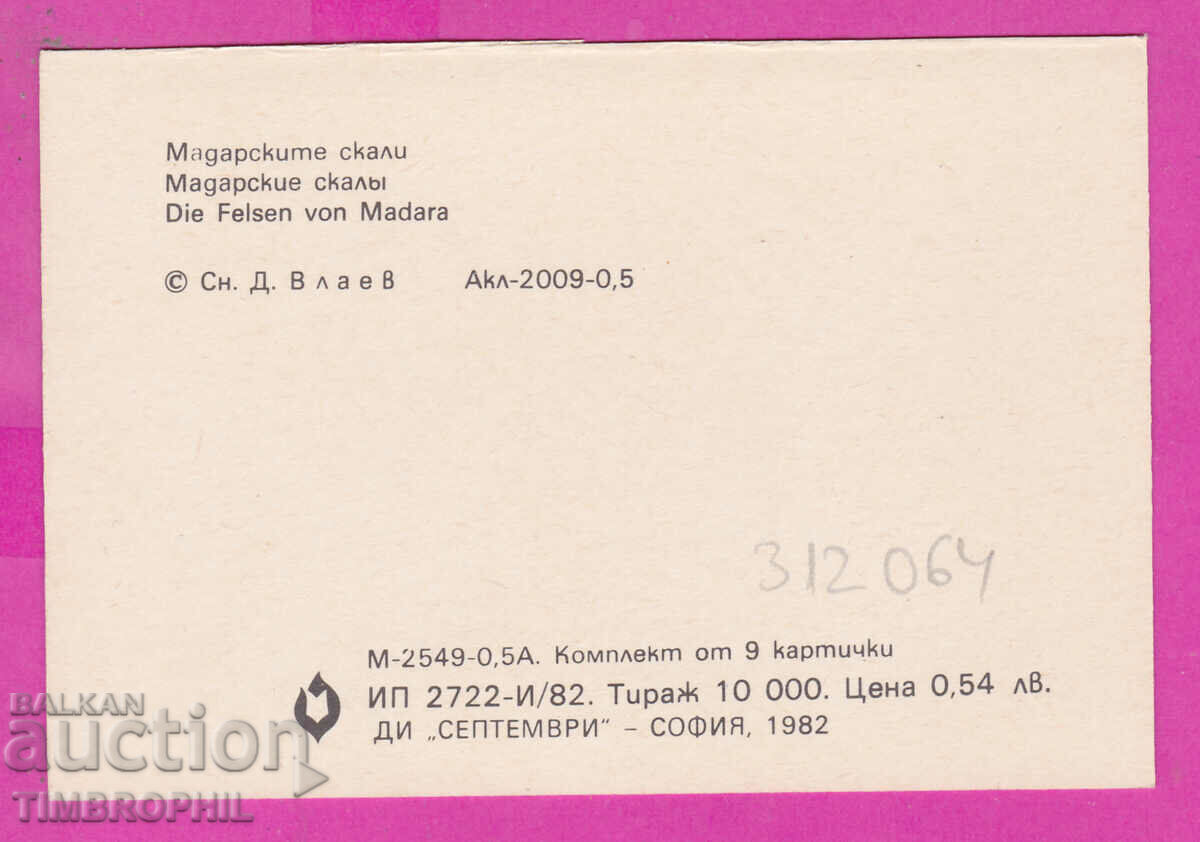 Мадарските скали
Мадарские скалы
Die Felsen von Madara
© Сн. Д. Влаев Акл-2009-0,5
312064
М-2549-0,5А. Комплект от 9 картички
ИП 2722-И/82. Тираж 10 000. Цена 0,54 лв.
ДИ „СЕПТЕМВРИ" – СОФИЯ, 1982
BALKAN
auction
TIMBROPHIL